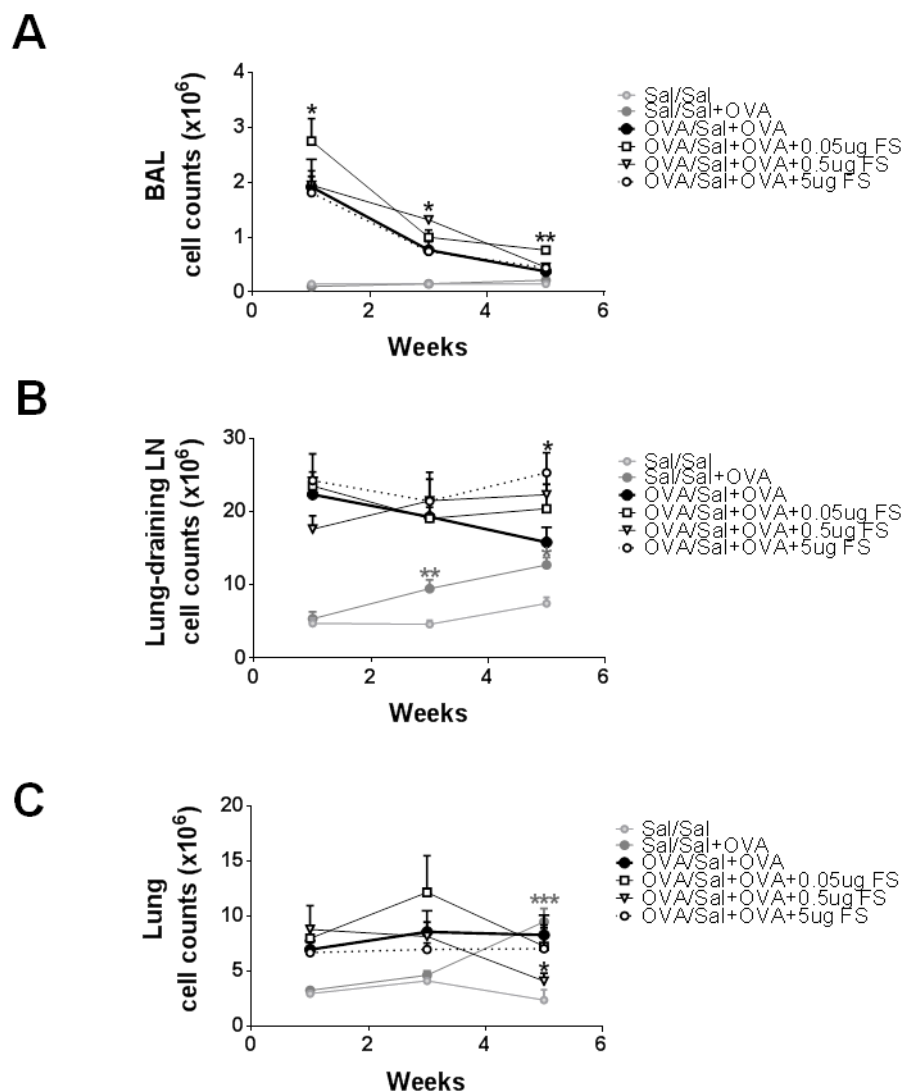 A
BAL
cell counts (x10⁶)
4
3
2
1
0
*
*
**
0 2 4 6
Weeks
Sal/Sal
Sal/Sal+OVA
OVA/Sal+OVA
OVA/Sal+OVA+0.05ug FS
OVA/Sal+OVA+0.5ug FS
OVA/Sal+OVA+5ug FS
B
Lung-draining LN
cell counts (x10⁶)
30
20
10
0
*
**
*
0 2 4 6
Weeks
Sal/Sal
Sal/Sal+OVA
OVA/Sal+OVA
OVA/Sal+OVA+0.05ug FS
OVA/Sal+OVA+0.5ug FS
OVA/Sal+OVA+5ug FS
C
Lung
cell counts (x10⁶)
20
15
10
5
0
***
*
0 2 4 6
Weeks
Sal/Sal
Sal/Sal+OVA
OVA/Sal+OVA
OVA/Sal+OVA+0.05ug FS
OVA/Sal+OVA+0.5ug FS
OVA/Sal+OVA+5ug FS